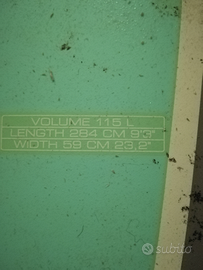 VOLUME 115 L
LENGTH 284 CM 9'3"
WIDTH 59 CM 23,2"
subito